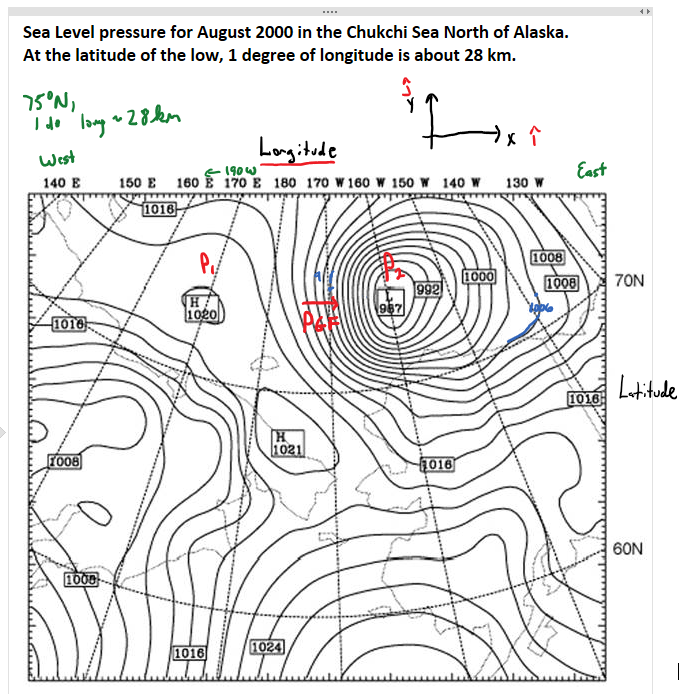 Sea Level pressure for August 2000 in the Chukchi Sea North of Alaska.
At the latitude of the low, 1 degree of longitude is about 28 km.
75°N,
1 de long ~ 28 km
ĵ
y
x î
Longitude
West
← 190 W
East
140 E 150 E 160 E 170 E 180 170 W 160 W 150 W 140 W 130 W
1016
P1
P2
1008
1000
1008
992
70N
H
1020
L
987
1006
PGF
1016
1016
Latitude
H
1021
1008
1016
60N
1008
1016
1024